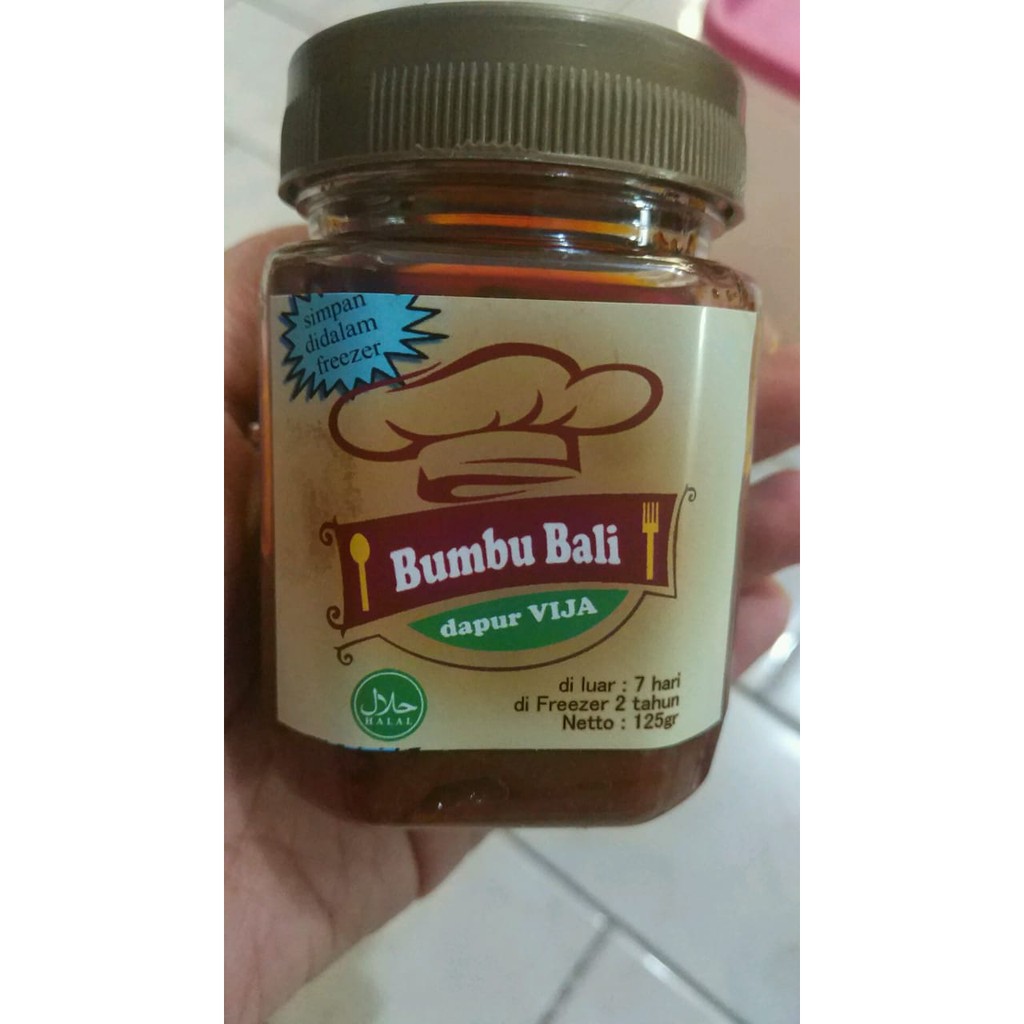 simpan
didalam
freezer
Bumbu Bali
dapur VIJA
حلال
HALAL
di luar : 7 hari
di Freezer 2 tahun
Netto : 125gr